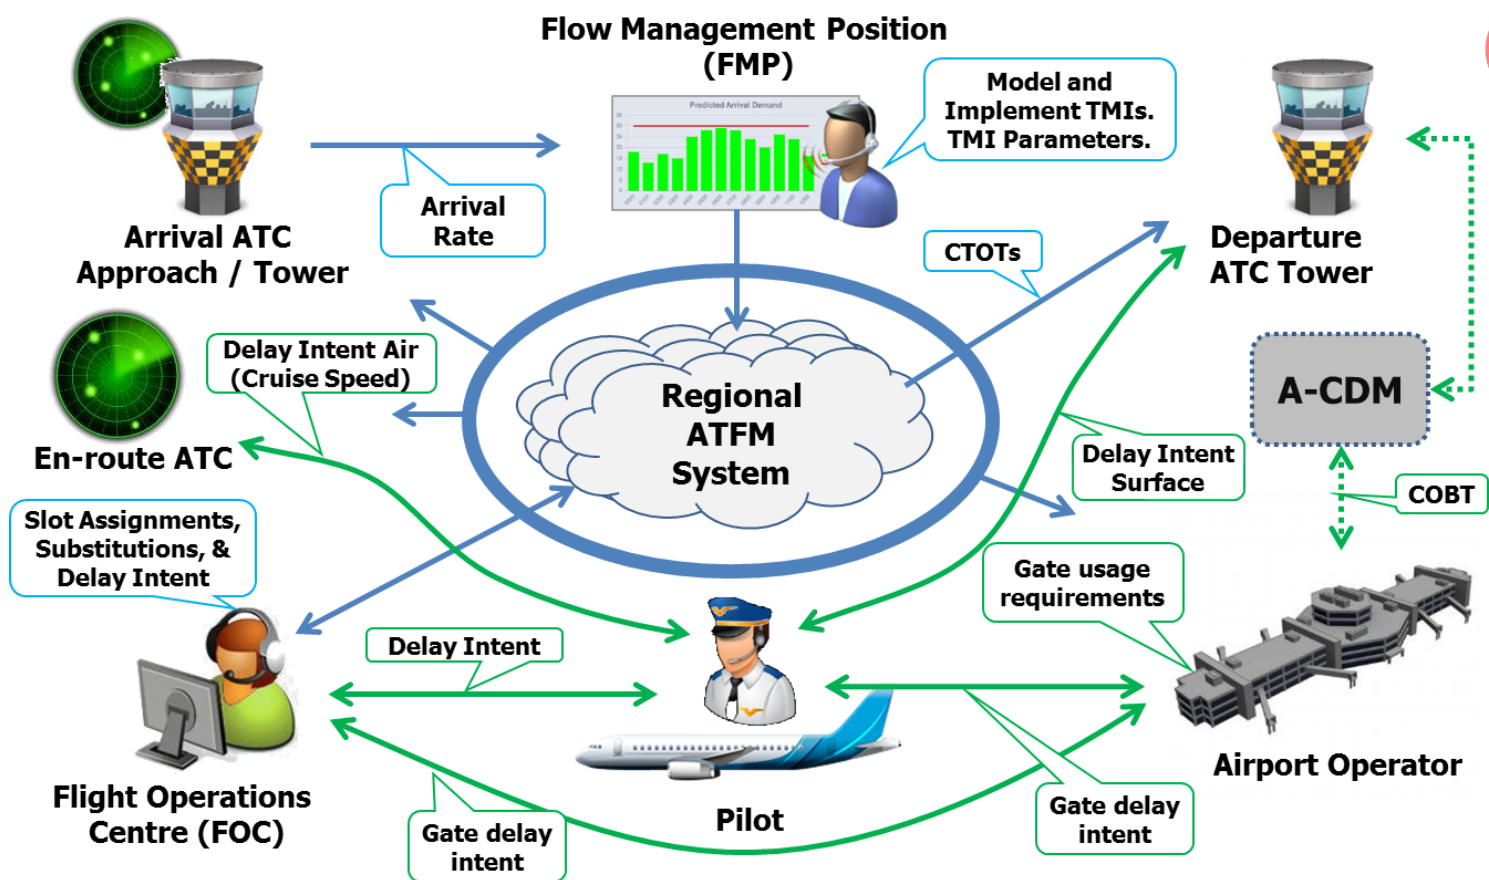 Flow Management Position
(FMP)
Predicted Arrival Demand
Model and
Implement TMIs.
TMI Parameters.
Arrival
Rate
Arrival ATC
Approach / Tower
CTOTs
Departure
ATC Tower
Delay Intent Air
(Cruise Speed)
Regional
ATFM
System
A-CDM
En-route ATC
Delay Intent
Surface
COBT
Slot Assignments,
Substitutions, &
Delay Intent
Gate usage
requirements
Delay Intent
Airport Operator
Flight Operations
Centre (FOC)
Gate delay
intent
Pilot
Gate delay
intent